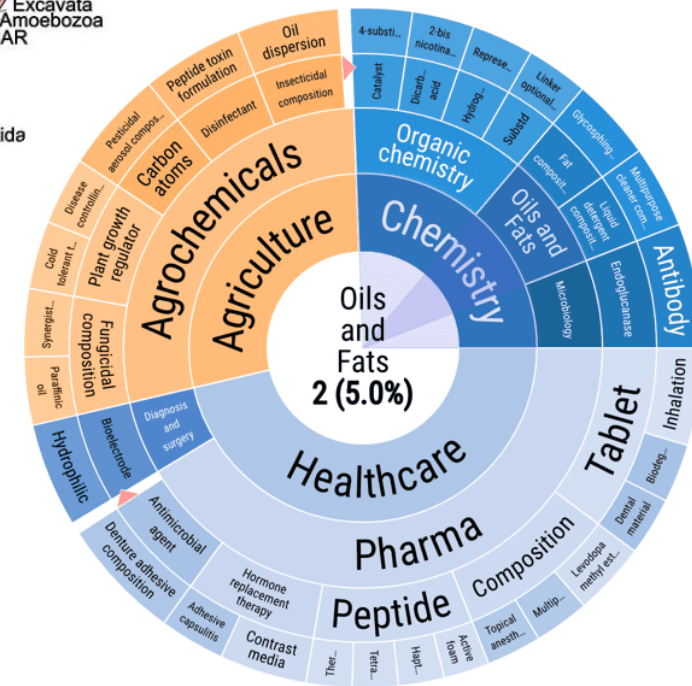 Excavata
Amoebozoa
AR
ida
Oils
and
Fats
2 (5.0%)
Chemistry
Organic
chemistry
Oils and
Fats
Microbiology
Catalyst
Dicarb...
acid
Hydrog...
Substd
Fat
composit...
Liquid
detergent
composit...
Endoglucanase
4-substi...
2-bis
nicotina...
Represe...
Linker
optional...
Glycosphing...
Multipurpose
cleaner com...
Antibody
Healthcare
Pharma
Diagnosis
and
surgery
Tablet
Composition
Peptide
Hormone
replacement
therapy
Antimicrobial
agent
Bioelectrode
Inhalation
Biodeg...
Dental
material
Levodopa
methyl est...
Multip...
Topical
anesth...
Active
foam
Hapt...
Tetra...
Ther...
Contrast
media
Adhesive
capsulitis
Denture adhesive
composition
Hydrophilic
Agriculture
Agrochemicals
Fungicidal
composition
Plant growth
regulator
Carbon
atoms
Disinfectant
Insecticidal
composition
Paraffinic
oil
Synergist...
Cold
tolerant t...
Disease
controllin...
Pesticidal
aerosol compos...
Peptide toxin
formulation
Oil
dispersion